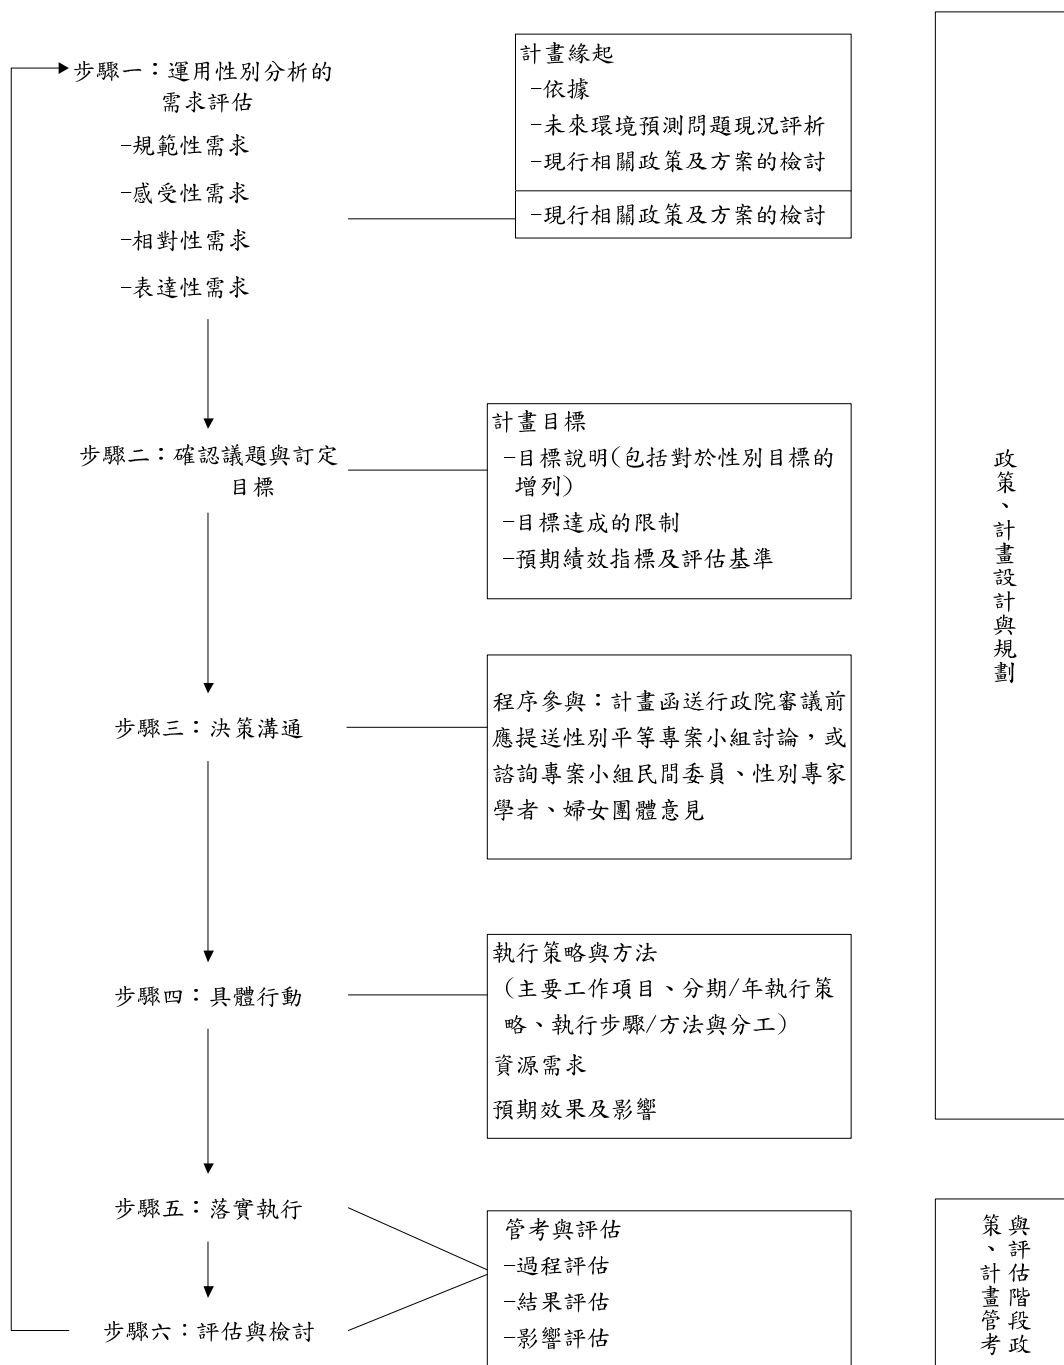 步驟一：運用性別分析的
需求評估
-規範性需求
-感受性需求
-相對性需求
-表達性需求
計畫緣起
-依據
-未來環境預測問題現況評析
-現行相關政策及方案的檢討
-現行相關政策及方案的檢討
步驟二：確認議題與訂定
目標
計畫目標
-目標說明(包括對於性別目標的
增列)
-目標達成的限制
-預期績效指標及評估基準
步驟三：決策溝通
程序參與：計畫函送行政院審議前
應提送性別平等專案小組討論，或
諮詢專案小組民間委員、性別專家
學者、婦女團體意見
步驟四：具體行動
執行策略與方法
（主要工作項目、分期/年執行策
略、執行步驟/方法與分工）
資源需求
預期效果及影響
步驟五：落實執行
步驟六：評估與檢討
管考與評估
-過程評估
-結果評估
-影響評估
政策、計畫設計與規劃
與評估階段政
策、計畫管考